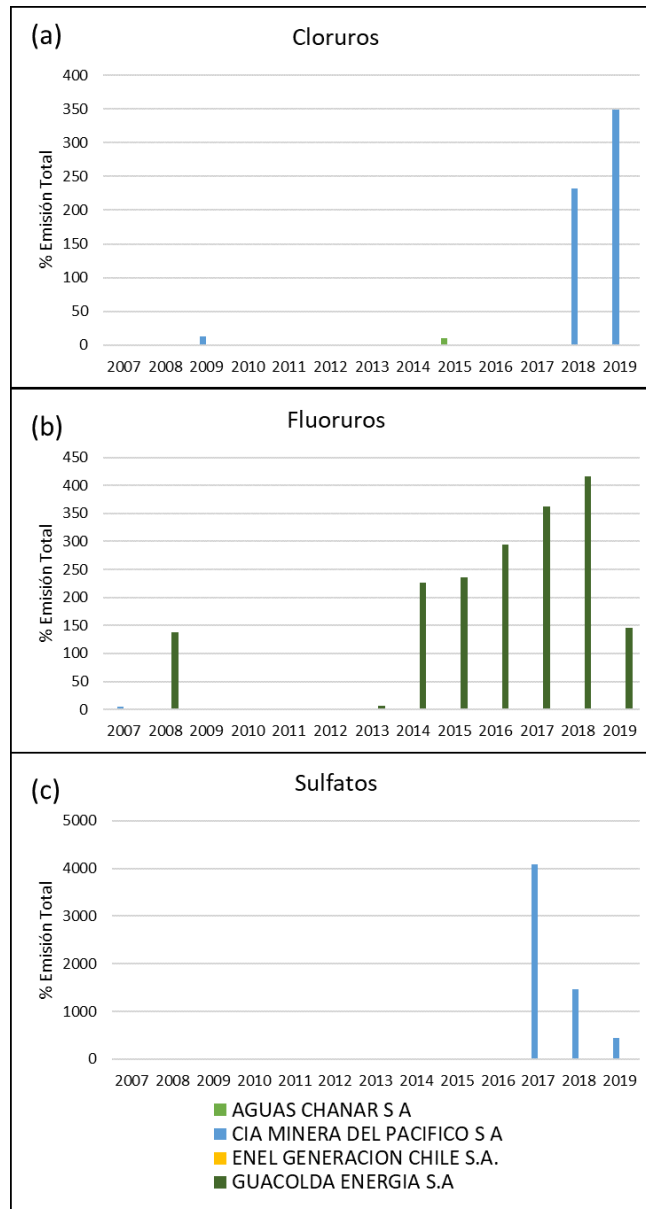 (a)
Cloruros
% Emisión Total
400
350
300
250
200
150
100
50
0
2007 2008 2009 2010 2011 2012 2013 2014 2015 2016 2017 2018 2019
(b)
Fluoruros
% Emisión Total
450
400
350
300
250
200
150
100
50
0
2007 2008 2009 2010 2011 2012 2013 2014 2015 2016 2017 2018 2019
(c)
Sulfatos
% Emisión Total
5000
4000
3000
2000
1000
0
2007 2008 2009 2010 2011 2012 2013 2014 2015 2016 2017 2018 2019
AGUAS CHANAR S A
CIA MINERA DEL PACIFICO S A
ENEL GENERACION CHILE S.A.
GUACOLDA ENERGIA S.A